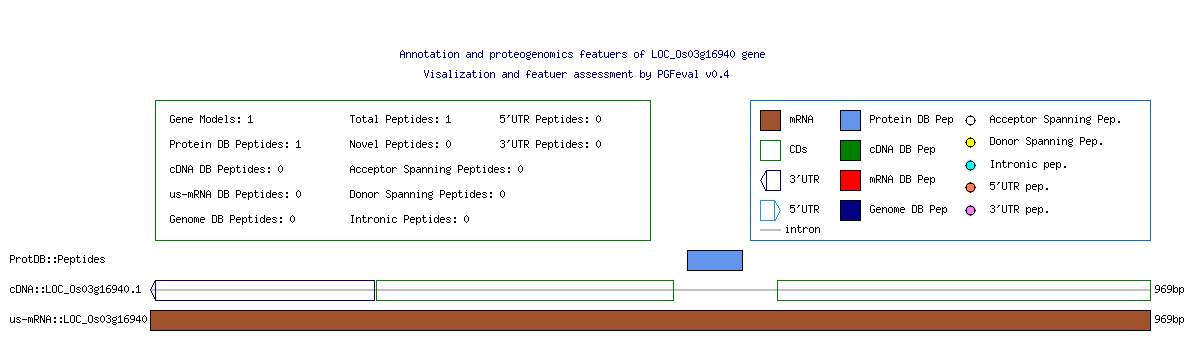 Annotation and proteogenomics featuers of LOC_Os03g16940 gene
Visalization and featuer assessment by PGFeval v0.4
Gene Models: 1 Total Peptides: 1 5'UTR Peptides: 0
Protein DB Peptides: 1 Novel Peptides: 0 3'UTR Peptides: 0
cDNA DB Peptides: 0 Acceptor Spanning Peptides: 0
us-mRNA DB Peptides: 0 Donor Spanning Peptides: 0
Genome DB Peptides: 0 Intronic Peptides: 0
mRNA Protein DB Pep Acceptor Spanning Pep.
CDs cDNA DB Pep Donor Spanning Pep.
3'UTR mRNA DB Pep Intronic pep.
5'UTR Genome DB Pep 5'UTR pep.
intron 3'UTR pep.
ProtDB::Peptides
cDNA::LOC_Os03g16940.1 969bp
us-mRNA::LOC_Os03g16940 969bp